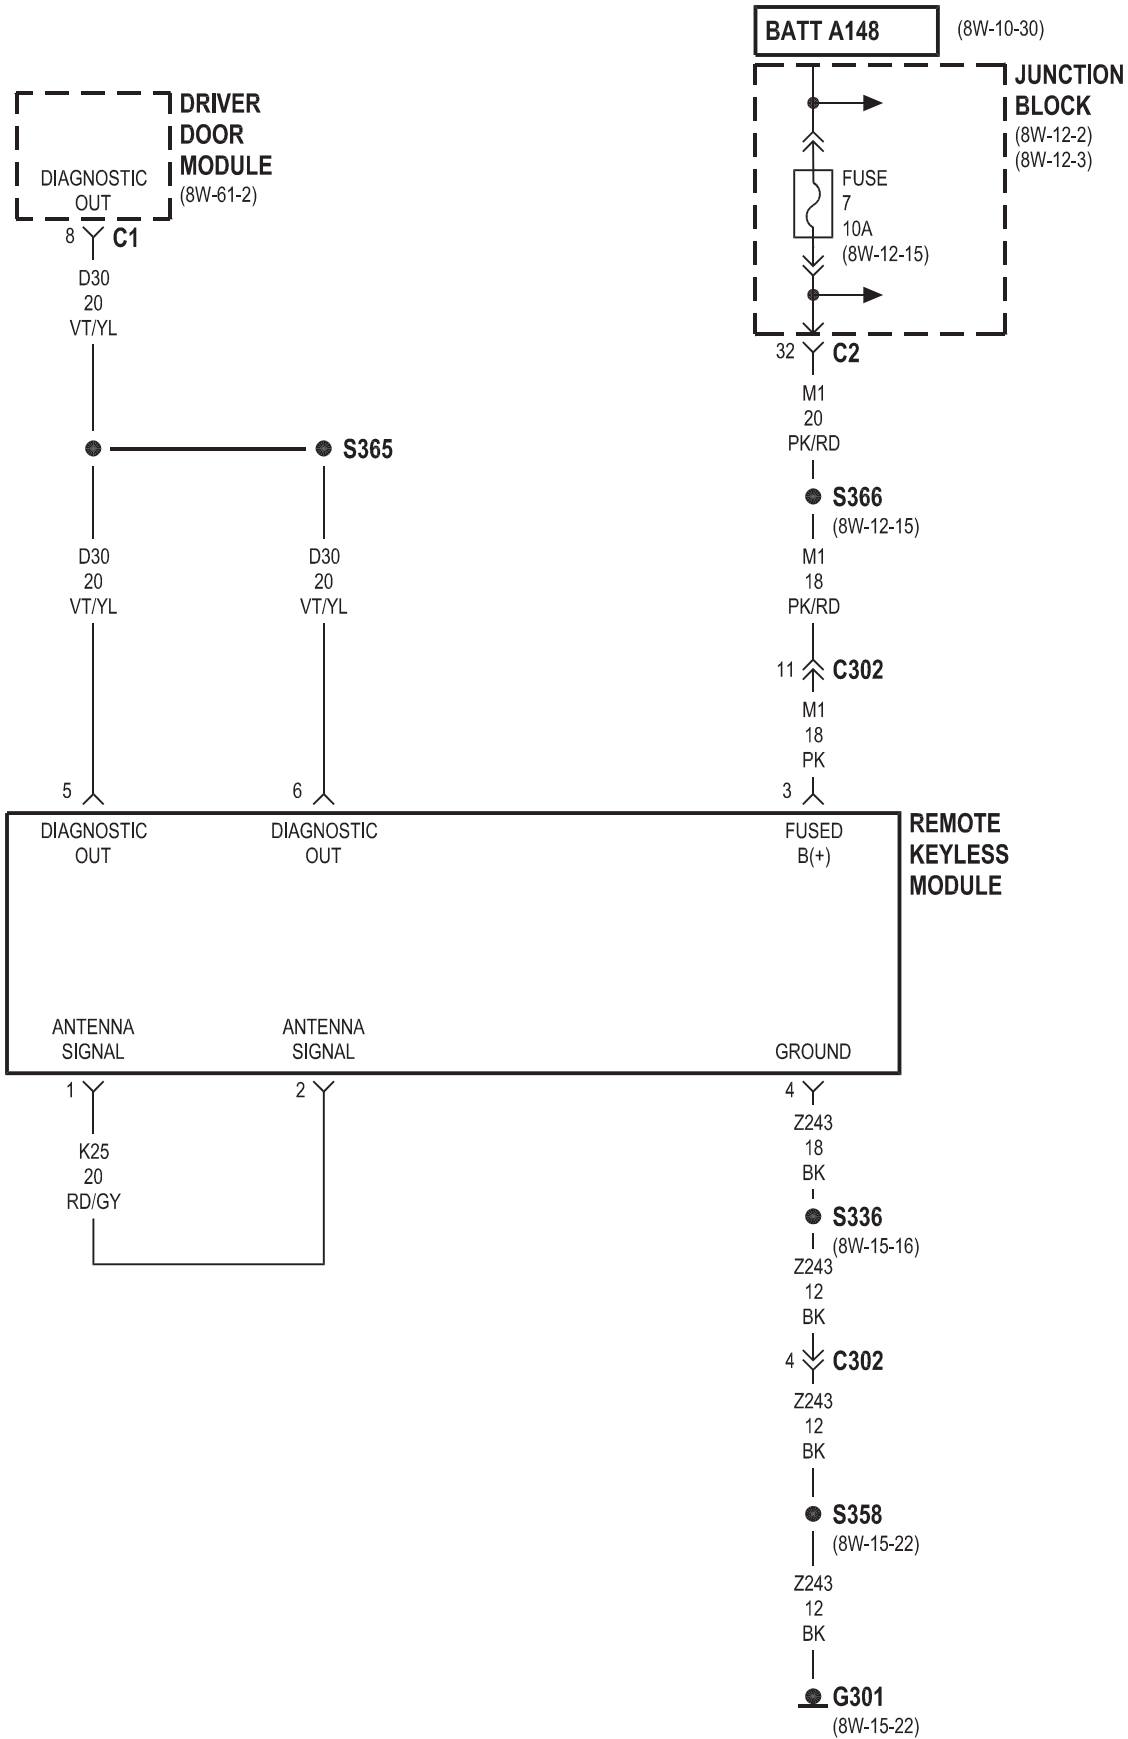 BATT A148
(8W-10-30)
JUNCTION
BLOCK
(8W-12-2)
(8W-12-3)
FUSE
7
10A
(8W-12-15)
DRIVER
DOOR
MODULE
(8W-61-2)
DIAGNOSTIC
OUT
8
C1
D30
20
VT/YL
32
C2
M1
20
PK/RD
S365
S366
(8W-12-15)
D30
20
VT/YL
D30
20
VT/YL
M1
18
PK/RD
11
C302
M1
18
PK
5
6
3
DIAGNOSTIC
OUT
DIAGNOSTIC
OUT
FUSED
B(+)
REMOTE
KEYLESS
MODULE
ANTENNA
SIGNAL
ANTENNA
SIGNAL
GROUND
1
2
4
K25
20
RD/GY
Z243
18
BK
S336
(8W-15-16)
Z243
12
BK
4
C302
Z243
12
BK
S358
(8W-15-22)
Z243
12
BK
G301
(8W-15-22)